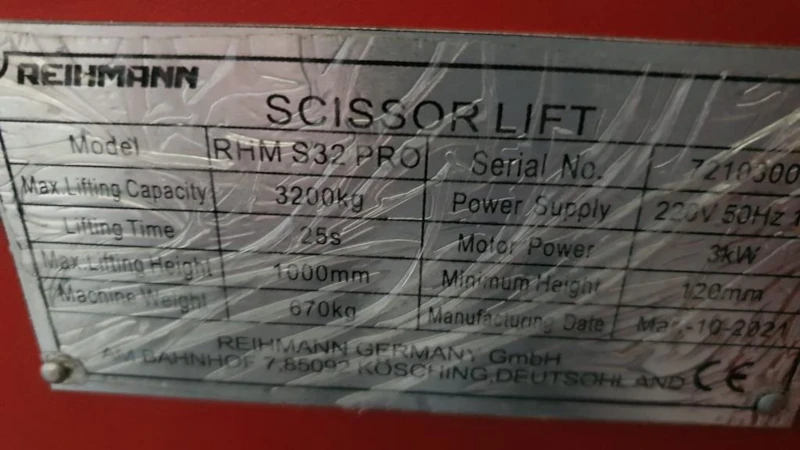 REIHMANN
SCISSOR LIFT
Model RHM S32 PRO Serial No. 7210300
Max.Lifting Capacity 3200kg Power Supply 220V 50Hz
Lifting Time 25s Motor Power 3kW
Max.Lifting Height 1000mm Minimum Height 120mm
Machine Weight 670kg Manufacturing Date -10-2021
REIHMANN GERMANY GmbH
AM BAHNHOF 7,85092 KÖSCHING,DEUTSCHLAND CE